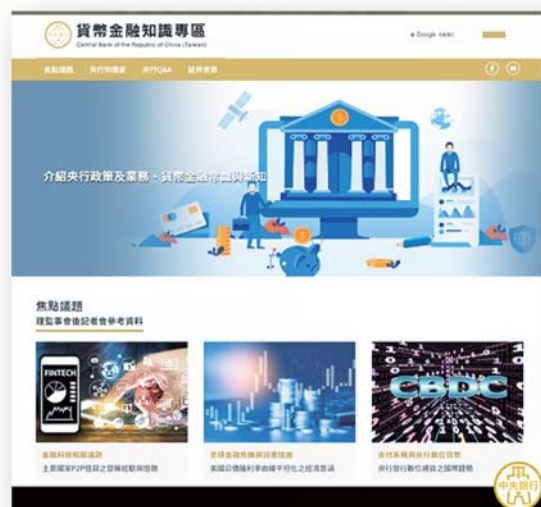 貨幣金融知識專區
Central Bank of the Republic of China (Taiwan)
Google
焦點議題 央行知識家 央行Q&A 延伸資源
介紹央行政策及業務、貨幣金融常識與新知
焦點議題
理監事會後記者會參考資料
FINTECH
CBDC
金融科技相關議題
主要國家P2P借貸之發展經驗與借鏡
全球金融危機與因應措施
美國公債殖利率曲線平坦化之經濟意涵
支付系統與央行數位貨幣
央行發行數位通貨之國際趨勢
中央銀行